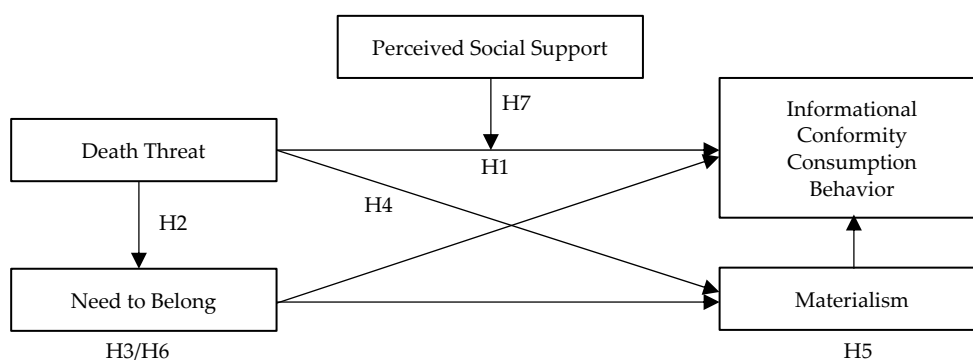 Perceived Social Support
H7
Informational
Conformity
Consumption
Behavior
Death Threat
H1
H4
H2
Need to Belong
Materialism
H3/H6
H5